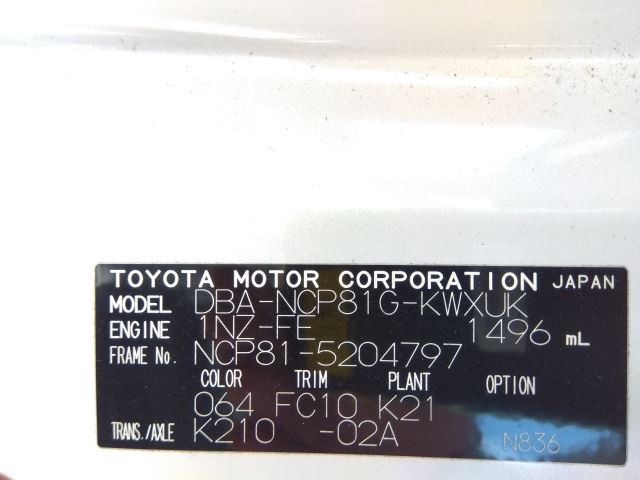 TOYOTA MOTOR CORPORATION JAPAN
MODEL DBA-NCP81G-KWXUK
ENGINE 1NZ-FE 1496 mL
FRAME No. NCP81-5204797
COLOR TRIM PLANT OPTION
064 FC10 K21
TRANS./AXLE K210 -02A N836